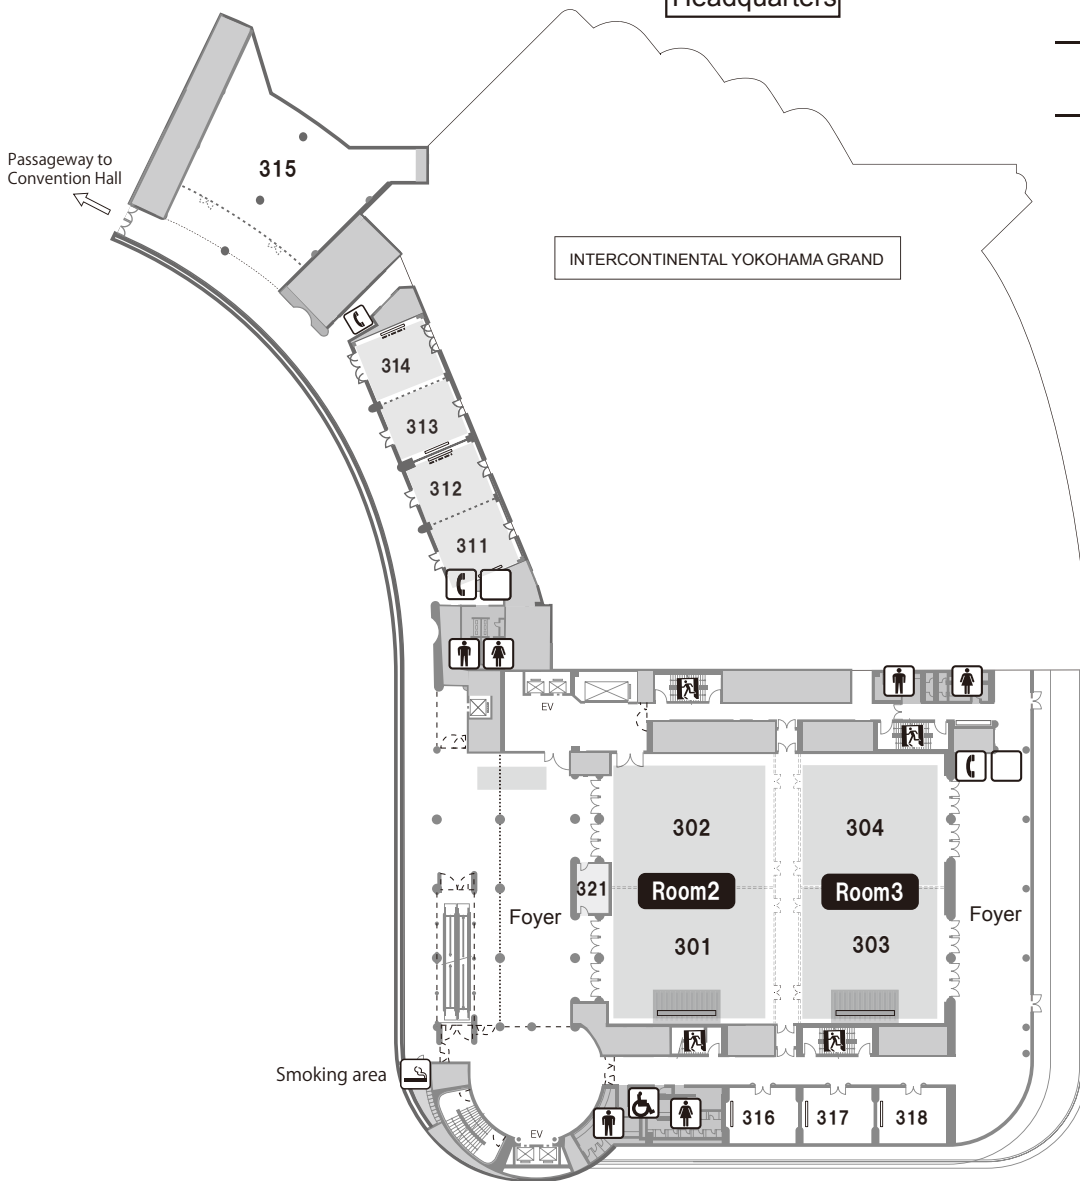 Headquarters
315
Passageway to
Convention Hall
INTERCONTINENTAL YOKOHAMA GRAND
314
313
312
311
EV
302
304
321
Room2
Room3
Foyer
Foyer
301
303
Smoking area
316
317
318
EV